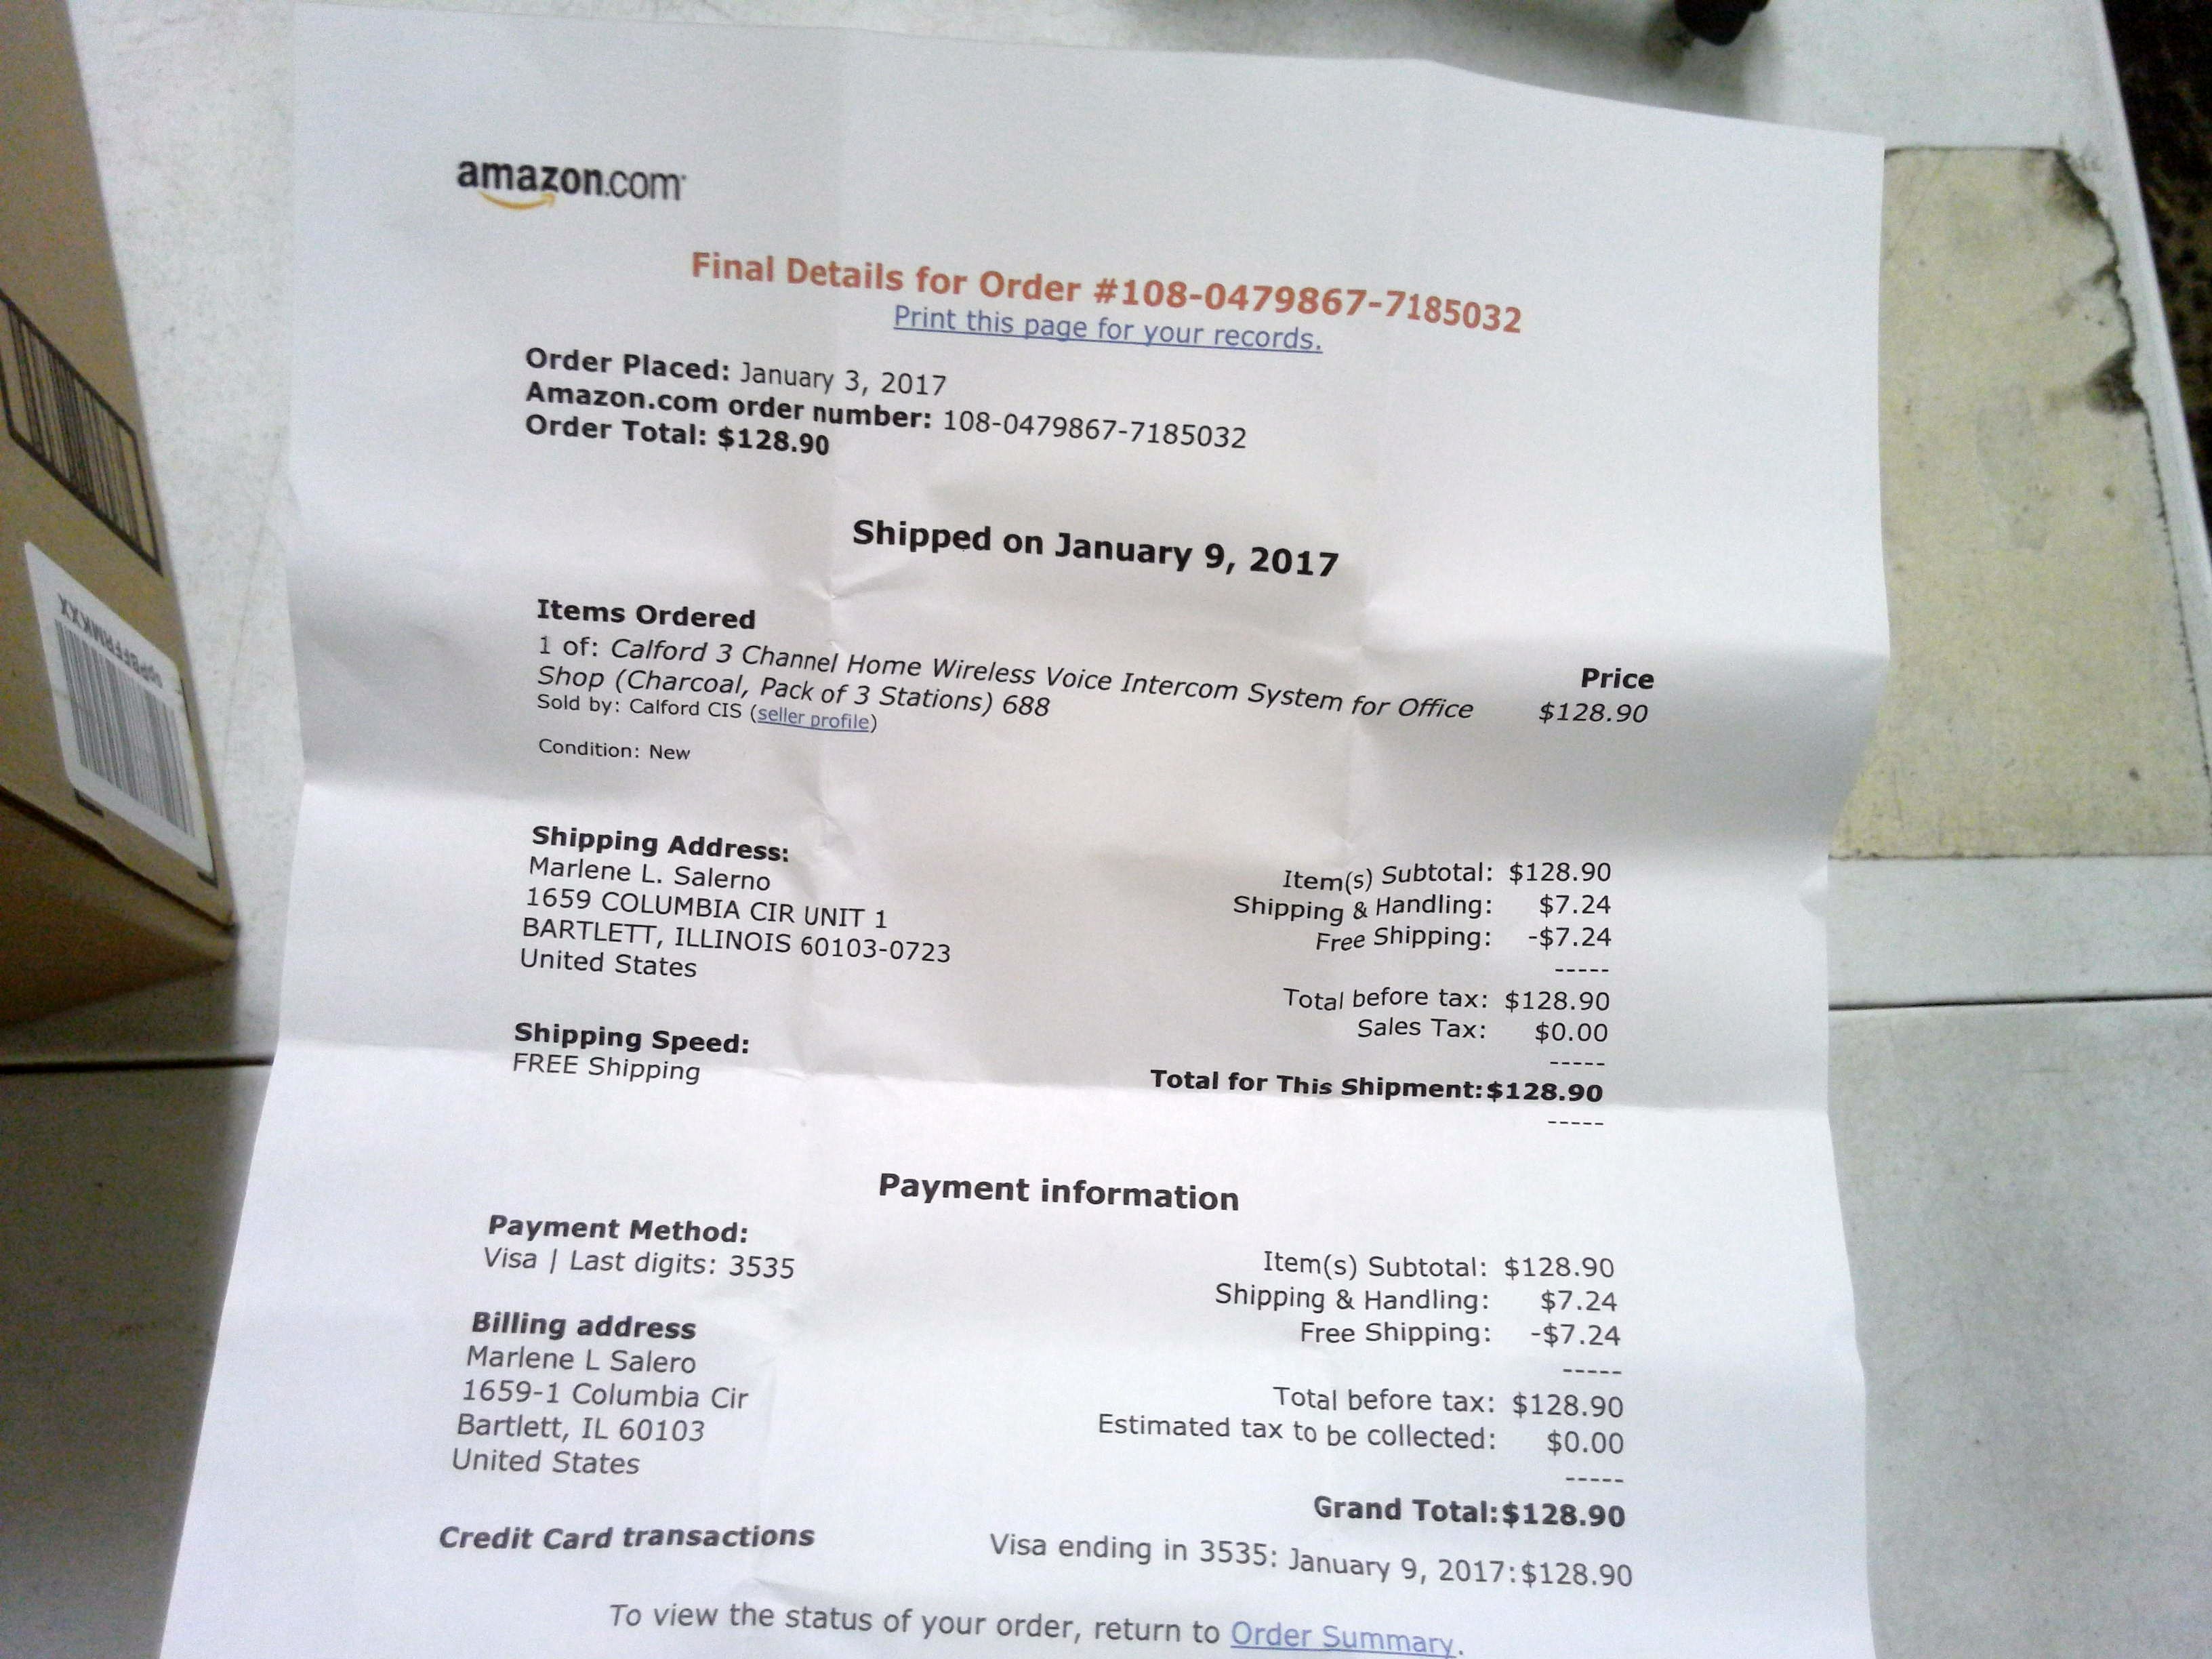 amazon.com
Final Details for Order #108-0479867-7185032
Print this page for your records.
Order Placed: January 3, 2017
Amazon.com order number: 108-0479867-7185032
Order Total: $128.90
Shipped on January 9, 2017
Items Ordered Price
1 of: Calford 3 Channel Home Wireless Voice Intercom System for Office $128.90
Shop (Charcoal, Pack of 3 Stations) 688
Sold by: Calford CIS (seller profile)
Condition: New
Shipping Address:
Marlene L. Salerno
1659 COLUMBIA CIR UNIT 1
BARTLETT, ILLINOIS 60103-0723
United States
Shipping Speed:
FREE Shipping
Item(s) Subtotal: $128.90
Shipping & Handling: $7.24
Free Shipping: -$7.24
-----
Total before tax: $128.90
Sales Tax: $0.00
-----
Total for This Shipment: $128.90
-----
Payment information
Payment Method:
Visa | Last digits: 3535
Billing address
Marlene L Salero
1659-1 Columbia Cir
Bartlett, IL 60103
United States
Item(s) Subtotal: $128.90
Shipping & Handling: $7.24
Free Shipping: -$7.24
-----
Total before tax: $128.90
Estimated tax to be collected: $0.00
-----
Grand Total: $128.90
Credit Card transactions Visa ending in 3535: January 9, 2017: $128.90
To view the status of your order, return to Order Summary.